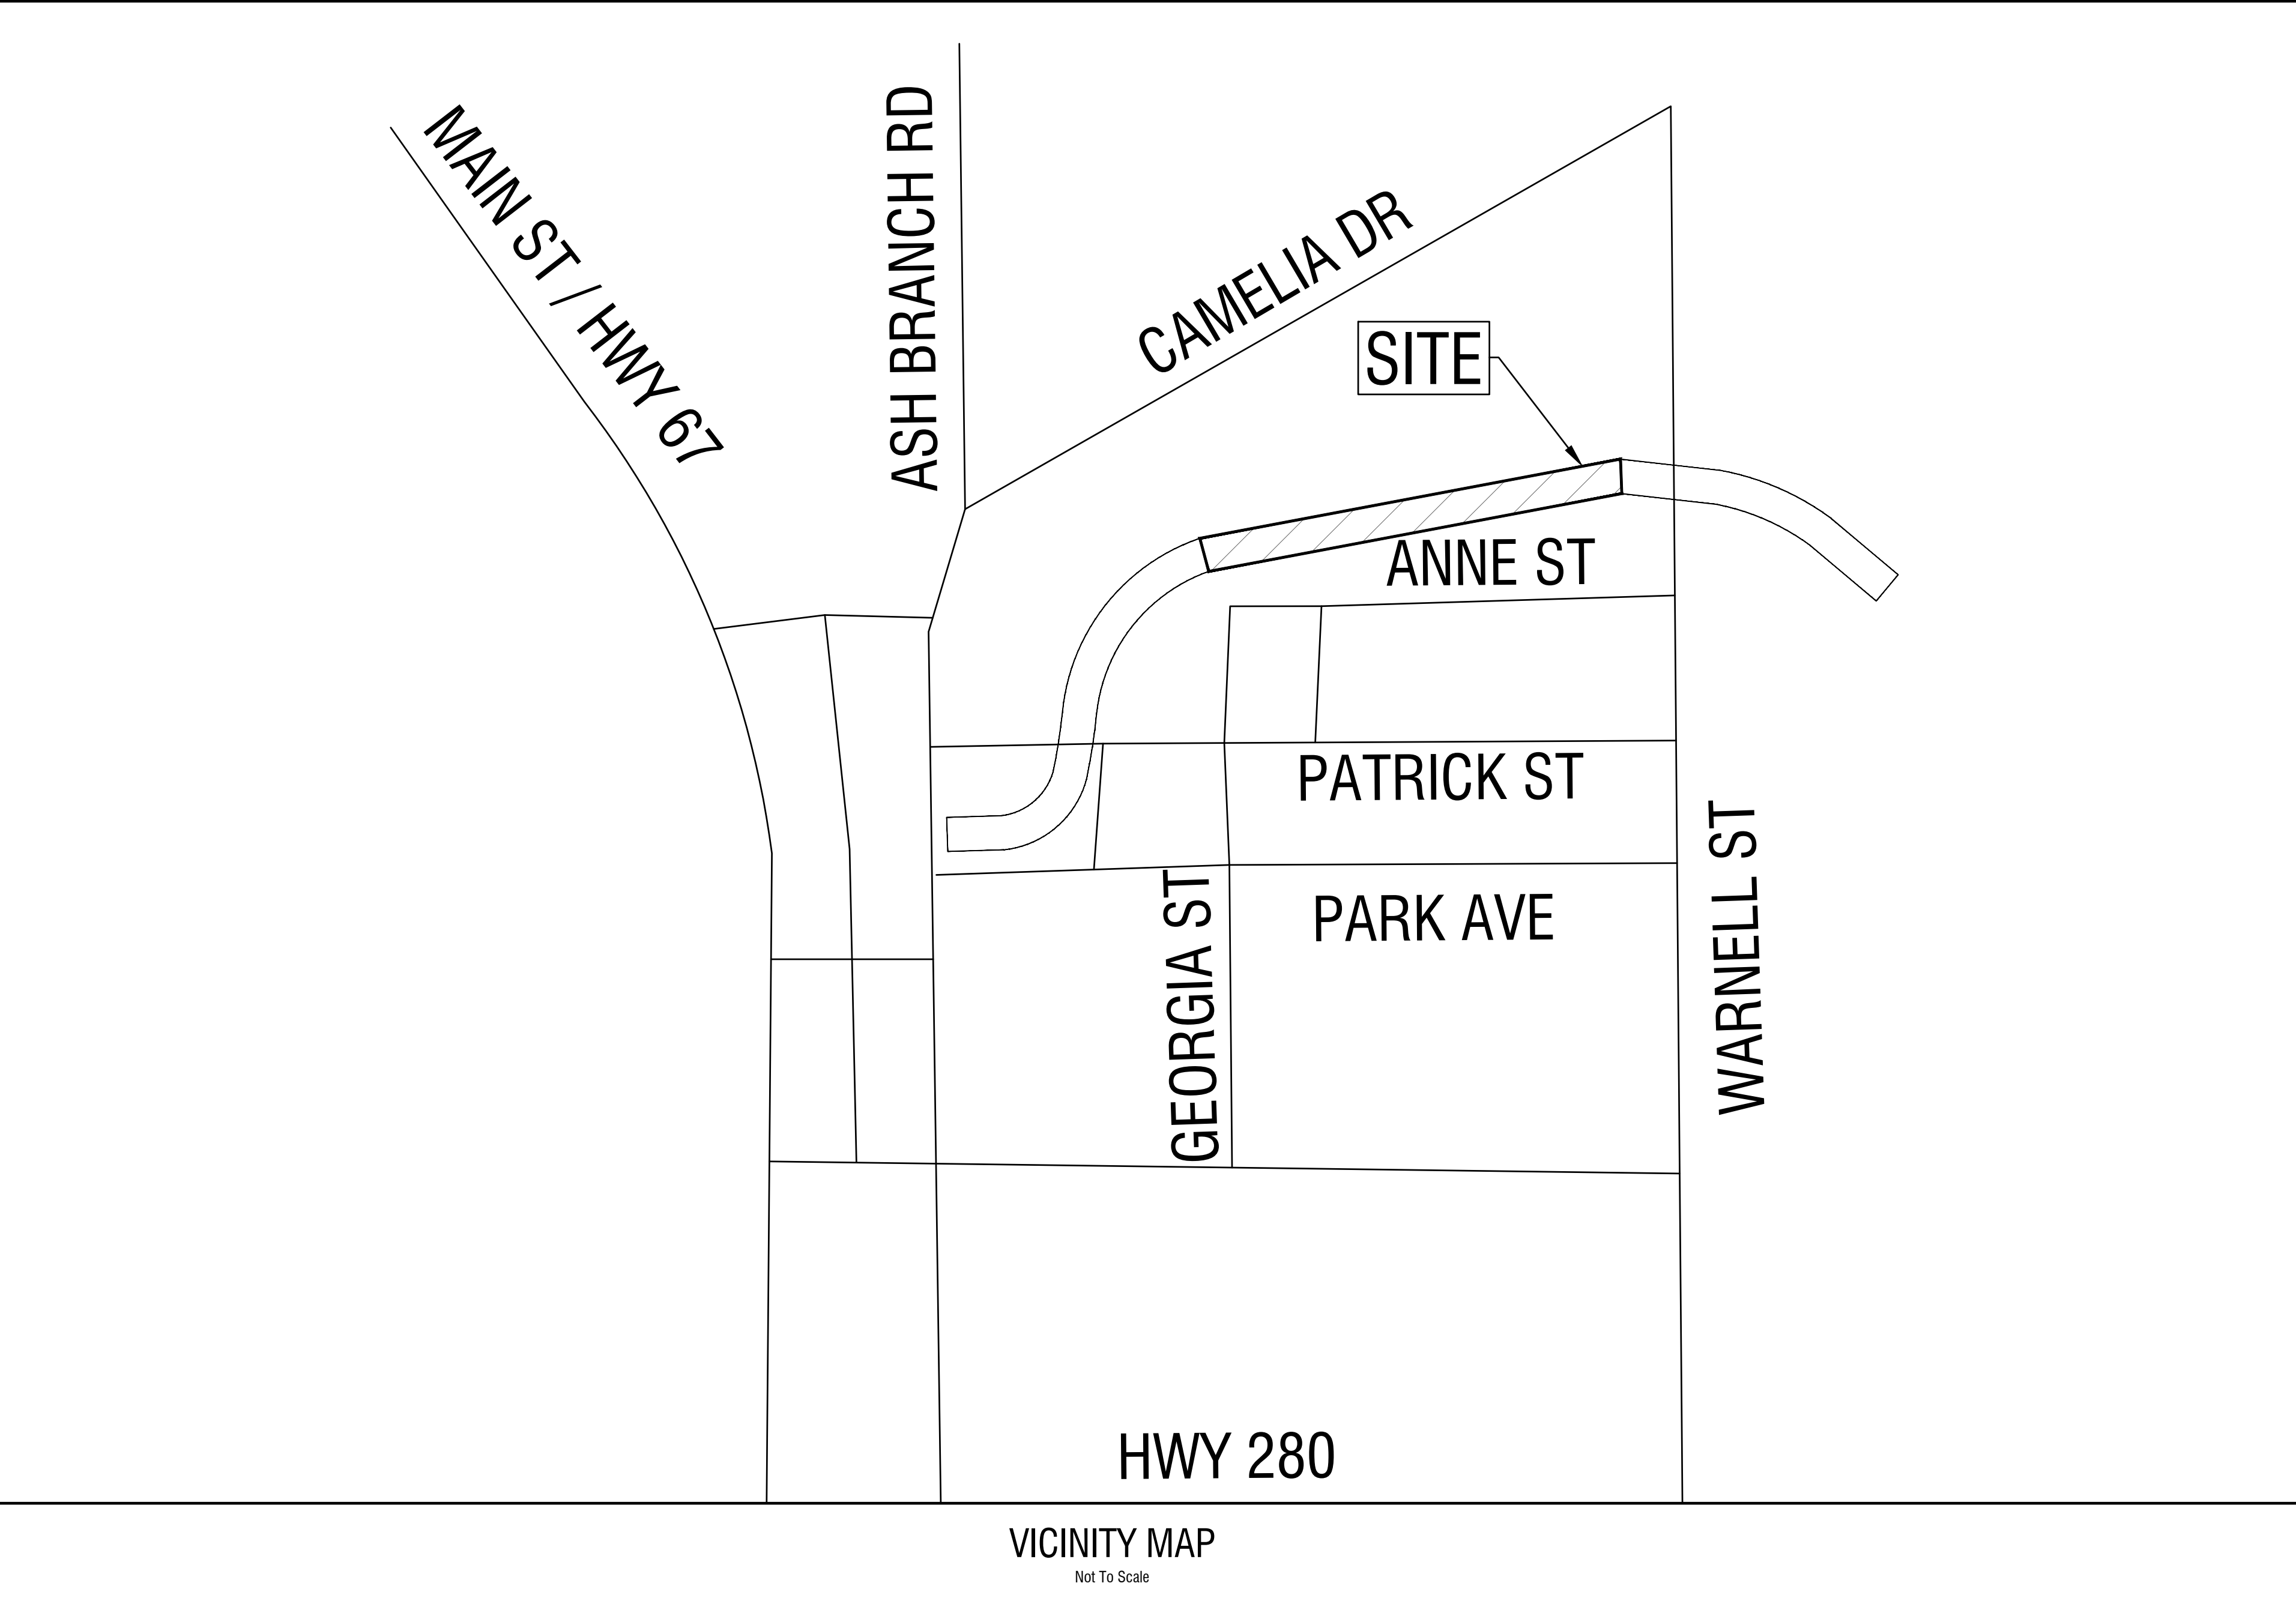 MAIN ST / HWY 67
ASH BRANCH RD
CAMELIA DR
SITE
ANNE ST
PATRICK ST
PARK AVE
GEORGIA ST
WARNELL ST
HWY 280
VICINITY MAP
Not To Scale